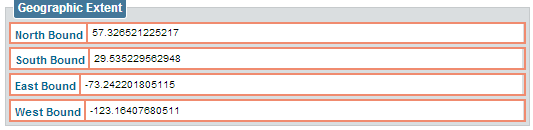 Geographic Extent
North Bound 57.326521225217
South Bound 29.535229562948
East Bound -73.242201805115
West Bound -123.16407680511